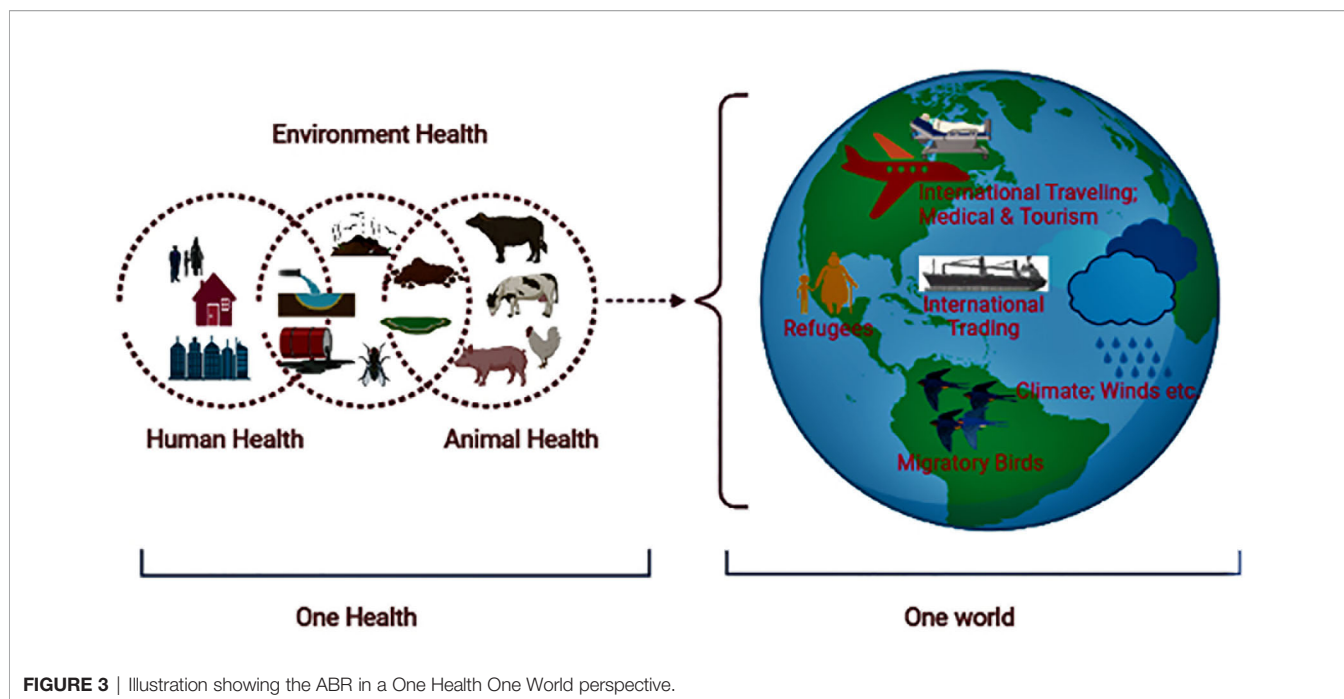 Environment Health
Human Health
Animal Health
One Health
International Traveling;
Medical & Tourism
Refugees
International
Trading
Climate; Winds etc.
Migratory Birds
One world
FIGURE 3 | Illustration showing the ABR in a One Health One World perspective.